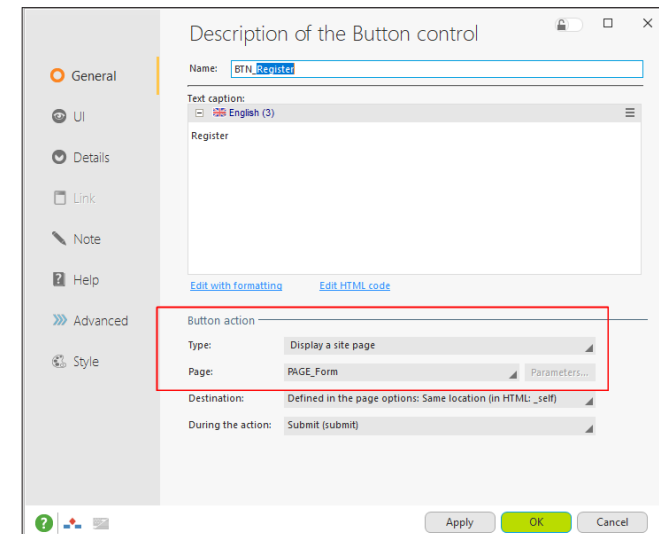 Description of the Button control
General
UI
Details
Link
Note
Help
Advanced
Style
Name: BTN_Register
Text caption:
English (3)
Register
Edit with formatting Edit HTML code
Button action
Type: Display a site page
Page: PAGE_Form Parameters...
Destination: Defined in the page options: Same location (in HTML: _self)
During the action: Submit (submit)
Apply OK Cancel